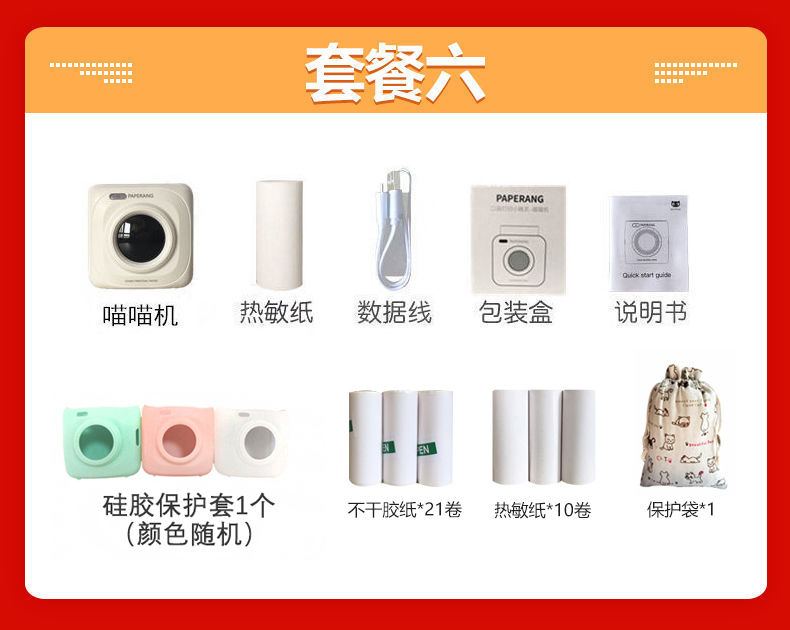 套餐六
PAPERANG
PAPERANG
PAPERANG
PAPERANG
Quick start guide
喵喵机
热敏纸
数据线
包装盒
说明书
硅胶保护套1个
（颜色随机）
不干胶纸*21卷
热敏纸*10卷
保护袋*1